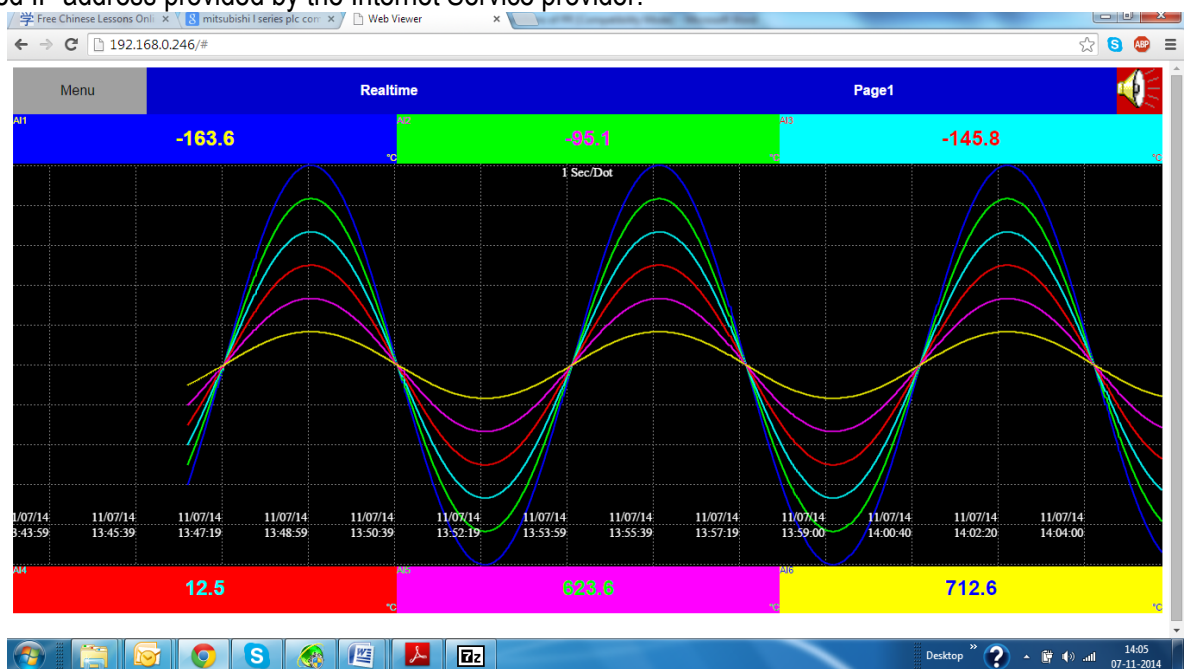 ed IP address provided by the Internet Service provider.
Free Chinese Lessons Onli
mitsubishi l series plc com
Web Viewer
192.168.0.246/#
ABP
Menu
Realtime
Page1
AI1
-163.6
°C
AI2
-95.1
°C
AI3
-145.8
°C
1 Sec/Dot
1/07/14 11/07/14 11/07/14 11/07/14 11/07/14 11/07/14 11/07/14 11/07/14 11/07/14 11/07/14 11/07/14 11/07/14 11/07/14
3:43:59 13:45:39 13:47:19 13:48:59 13:50:39 13:52:19 13:53:59 13:55:39 13:57:19 13:59:00 14:00:40 14:02:20 14:04:00
AI4
12.5
°C
AI5
623.6
°C
AI6
712.6
°C
Desktop
14:05
07-11-2014